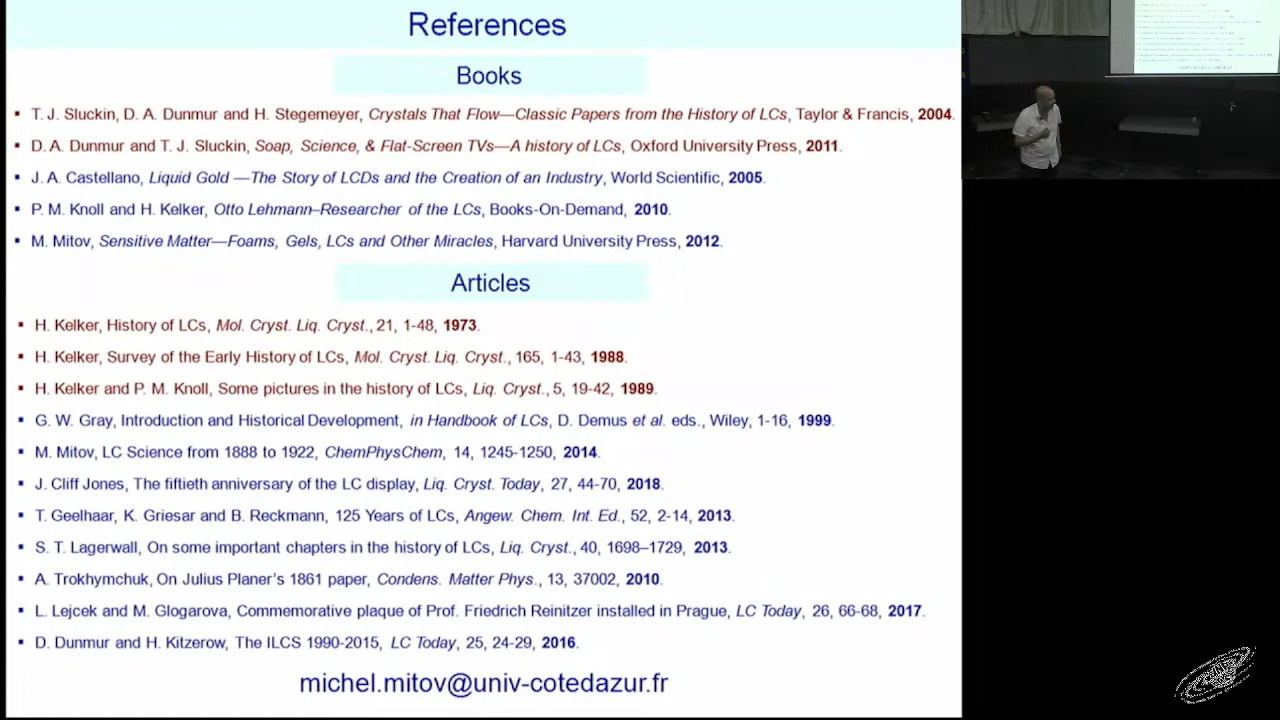 References
Books
▪ T. J. Sluckin, D. A. Dunmur and H. Stegemeyer, Crystals That Flow—Classic Papers from the History of LCs, Taylor & Francis, 2004.
▪ D. A. Dunmur and T. J. Sluckin, Soap, Science, & Flat-Screen TVs—A history of LCs, Oxford University Press, 2011.
▪ J. A. Castellano, Liquid Gold —The Story of LCDs and the Creation of an Industry, World Scientific, 2005.
▪ P. M. Knoll and H. Kelker, Otto Lehmann–Researcher of the LCs, Books-On-Demand, 2010.
▪ M. Mitov, Sensitive Matter—Foams, Gels, LCs and Other Miracles, Harvard University Press, 2012.
Articles
▪ H. Kelker, History of LCs, Mol. Cryst. Liq. Cryst., 21, 1-48, 1973.
▪ H. Kelker, Survey of the Early History of LCs, Mol. Cryst. Liq. Cryst., 165, 1-43, 1988.
▪ H. Kelker and P. M. Knoll, Some pictures in the history of LCs, Liq. Cryst., 5, 19-42, 1989.
▪ G. W. Gray, Introduction and Historical Development, in Handbook of LCs, D. Demus et al. eds., Wiley, 1-16, 1999.
▪ M. Mitov, LC Science from 1888 to 1922, ChemPhysChem, 14, 1245-1250, 2014.
▪ J. Cliff Jones, The fiftieth anniversary of the LC display, Liq. Cryst. Today, 27, 44-70, 2018.
▪ T. Geelhaar, K. Griesar and B. Reckmann, 125 Years of LCs, Angew. Chem. Int. Ed., 52, 2-14, 2013.
▪ S. T. Lagerwall, On some important chapters in the history of LCs, Liq. Cryst., 40, 1698–1729, 2013.
▪ A. Trokhymchuk, On Julius Planer's 1861 paper, Condens. Matter Phys., 13, 37002, 2010.
▪ L. Lejcek and M. Glogarova, Commemorative plaque of Prof. Friedrich Reinitzer installed in Prague, LC Today, 26, 66-68, 2017.
▪ D. Dunmur and H. Kitzerow, The ILCS 1990-2015, LC Today, 25, 24-29, 2016.
michel.mitov@univ-cotedazur.fr